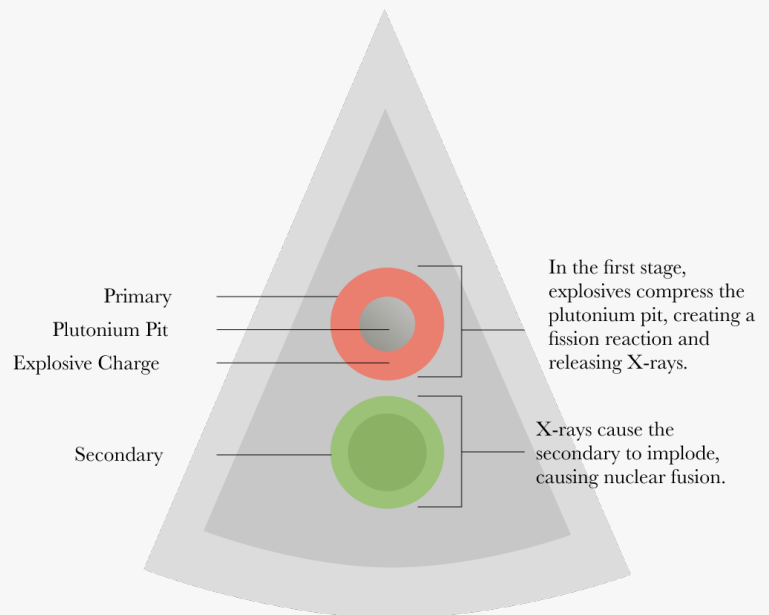 Primary
Plutonium Pit
Explosive Charge
Secondary
In the first stage,
explosives compress the
plutonium pit, creating a
fission reaction and
releasing X-rays.
X-rays cause the
secondary to implode,
causing nuclear fusion.